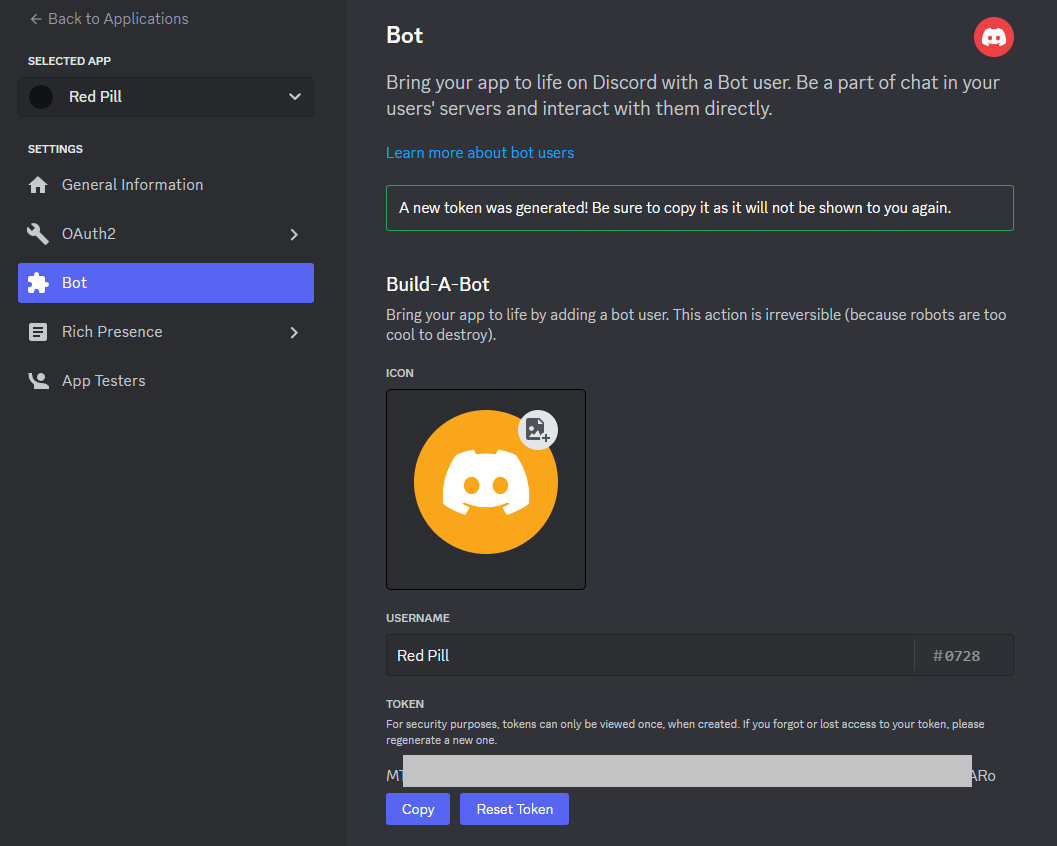 ← Back to Applications
SELECTED APP
Red Pill
SETTINGS
General Information
OAuth2
Bot
Rich Presence
App Testers
Bot
Bring your app to life on Discord with a Bot user. Be a part of chat in your
users' servers and interact with them directly.
Learn more about bot users
A new token was generated! Be sure to copy it as it will not be shown to you again.
Build-A-Bot
Bring your app to life by adding a bot user. This action is irreversible (because robots are too
cool to destroy).
ICON
USERNAME
Red Pill #0728
TOKEN
For security purposes, tokens can only be viewed once, when created. If you forgot or lost access to your token, please
regenerate a new one.
MT ARo
Copy Reset Token